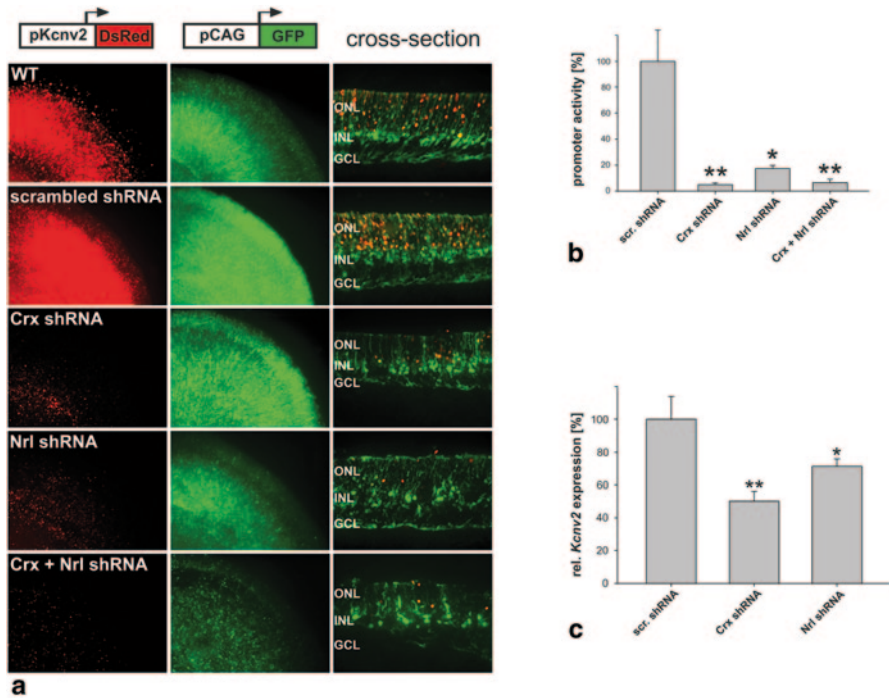 pKcnv2 DsRed
pCAG GFP
cross-section
WT
ONL
INL
GCL
scrambled shRNA
ONL
INL
GCL
Crx shRNA
ONL
INL
GCL
Nrl shRNA
ONL
INL
GCL
Crx + Nrl shRNA
ONL
INL
GCL
a
promoter activity [%]
100
80
60
40
20
0
**
*
**
scr. shRNA
Crx shRNA
Nrl shRNA
Crx + Nrl shRNA
b
rel. Kcnv2 expression [%]
100
80
60
40
20
0
**
*
scr. shRNA
Crx shRNA
Nrl shRNA
c